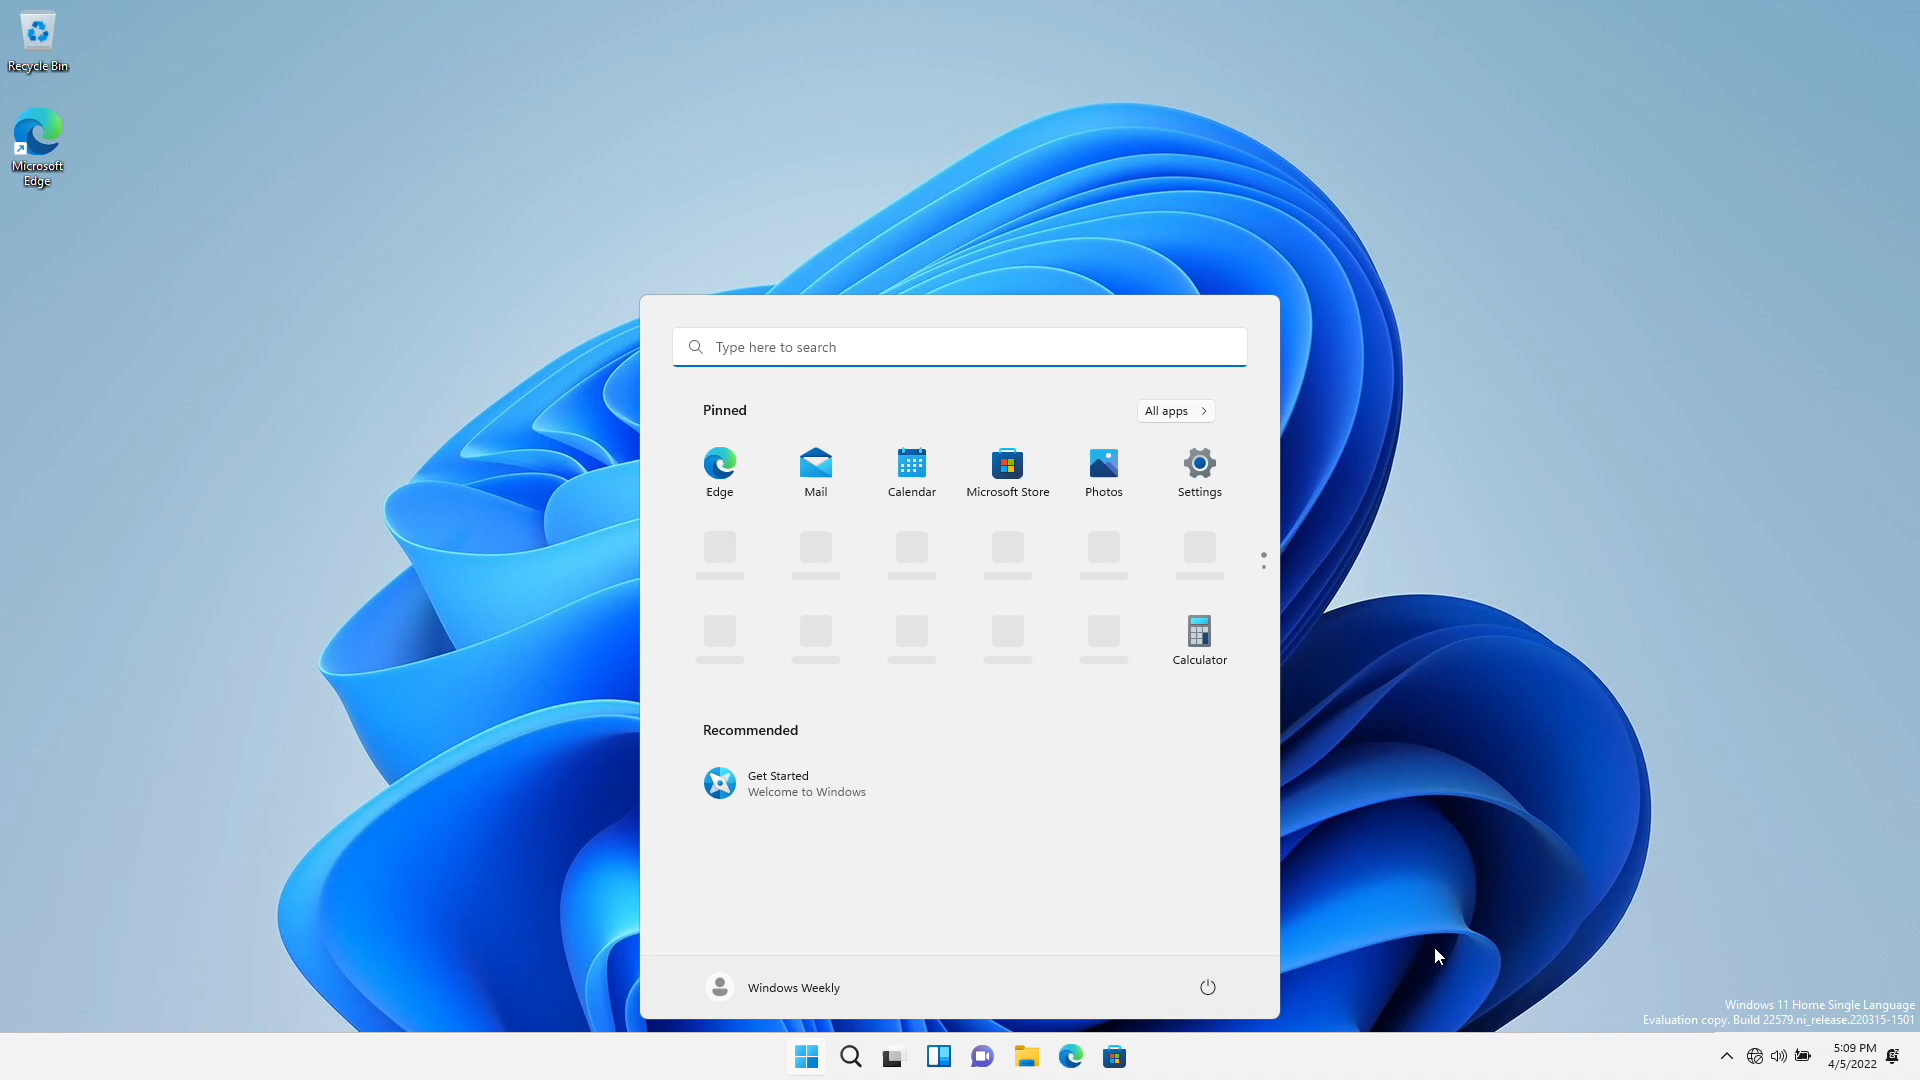 Recycle Bin
Microsoft
Edge
Type here to search
Pinned
All apps
Edge
Mail
Calendar
Microsoft Store
Photos
Settings
Calculator
Recommended
Get Started
Welcome to Windows
Windows Weekly
Windows 11 Home Single Language
Evaluation copy. Build 22579.ni_release.220315-1501
5:09 PM
4/5/2022